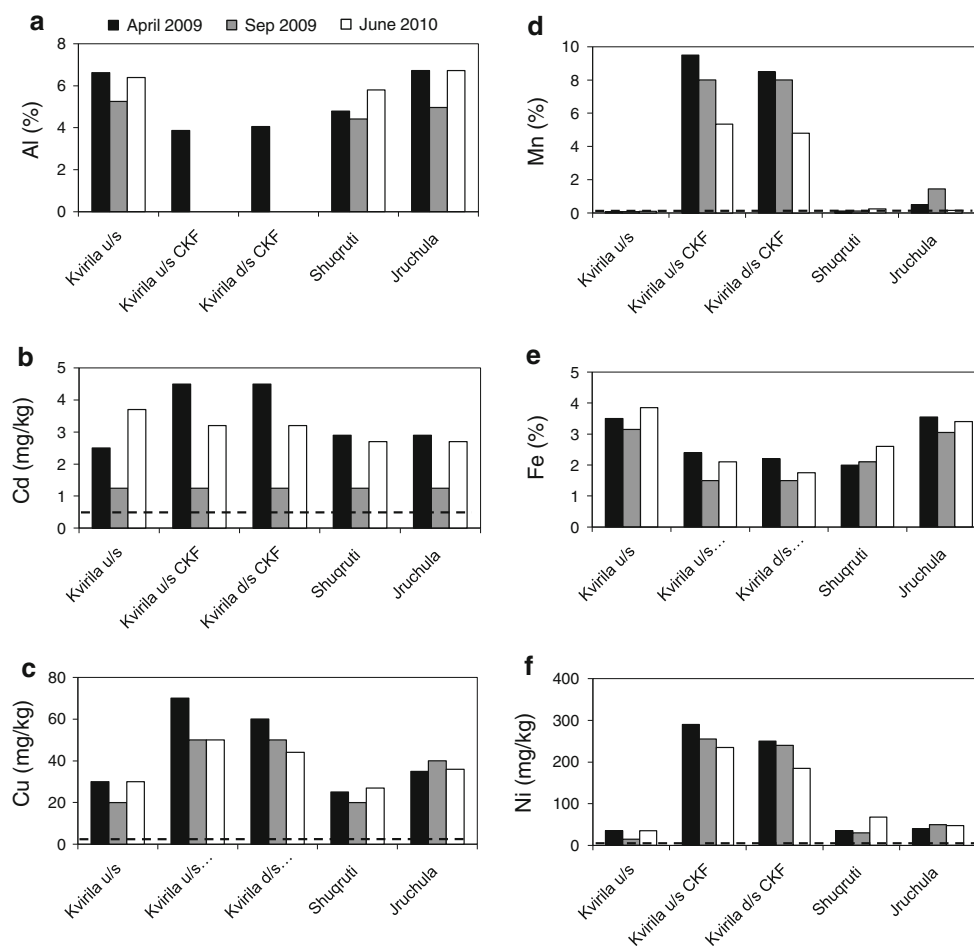 a
April 2009 Sep 2009 June 2010
Al (%)
8
6
4
2
0
Kvirila u/s
Kvirila u/s CKF
Kvirila d/s CKF
Shuqruti
Jruchula
b
Cd (mg/kg)
5
4
3
2
1
0
Kvirila u/s
Kvirila u/s CKF
Kvirila d/s CKF
Shuqruti
Jruchula
c
Cu (mg/kg)
80
60
40
20
0
Kvirila u/s
Kvirila u/s...
Kvirila d/s...
Shuqruti
Jruchula
d
Mn (%)
10
8
6
4
2
0
Kvirila u/s
Kvirila u/s CKF
Kvirila d/s CKF
Shuqruti
Jruchula
e
Fe (%)
5
4
3
2
1
0
Kvirila u/s
Kvirila u/s...
Kvirila d/s...
Shuqruti
Jruchula
f
Ni (mg/kg)
400
300
200
100
0
Kvirila u/s
Kvirila u/s CKF
Kvirila d/s CKF
Shuqruti
Jruchula